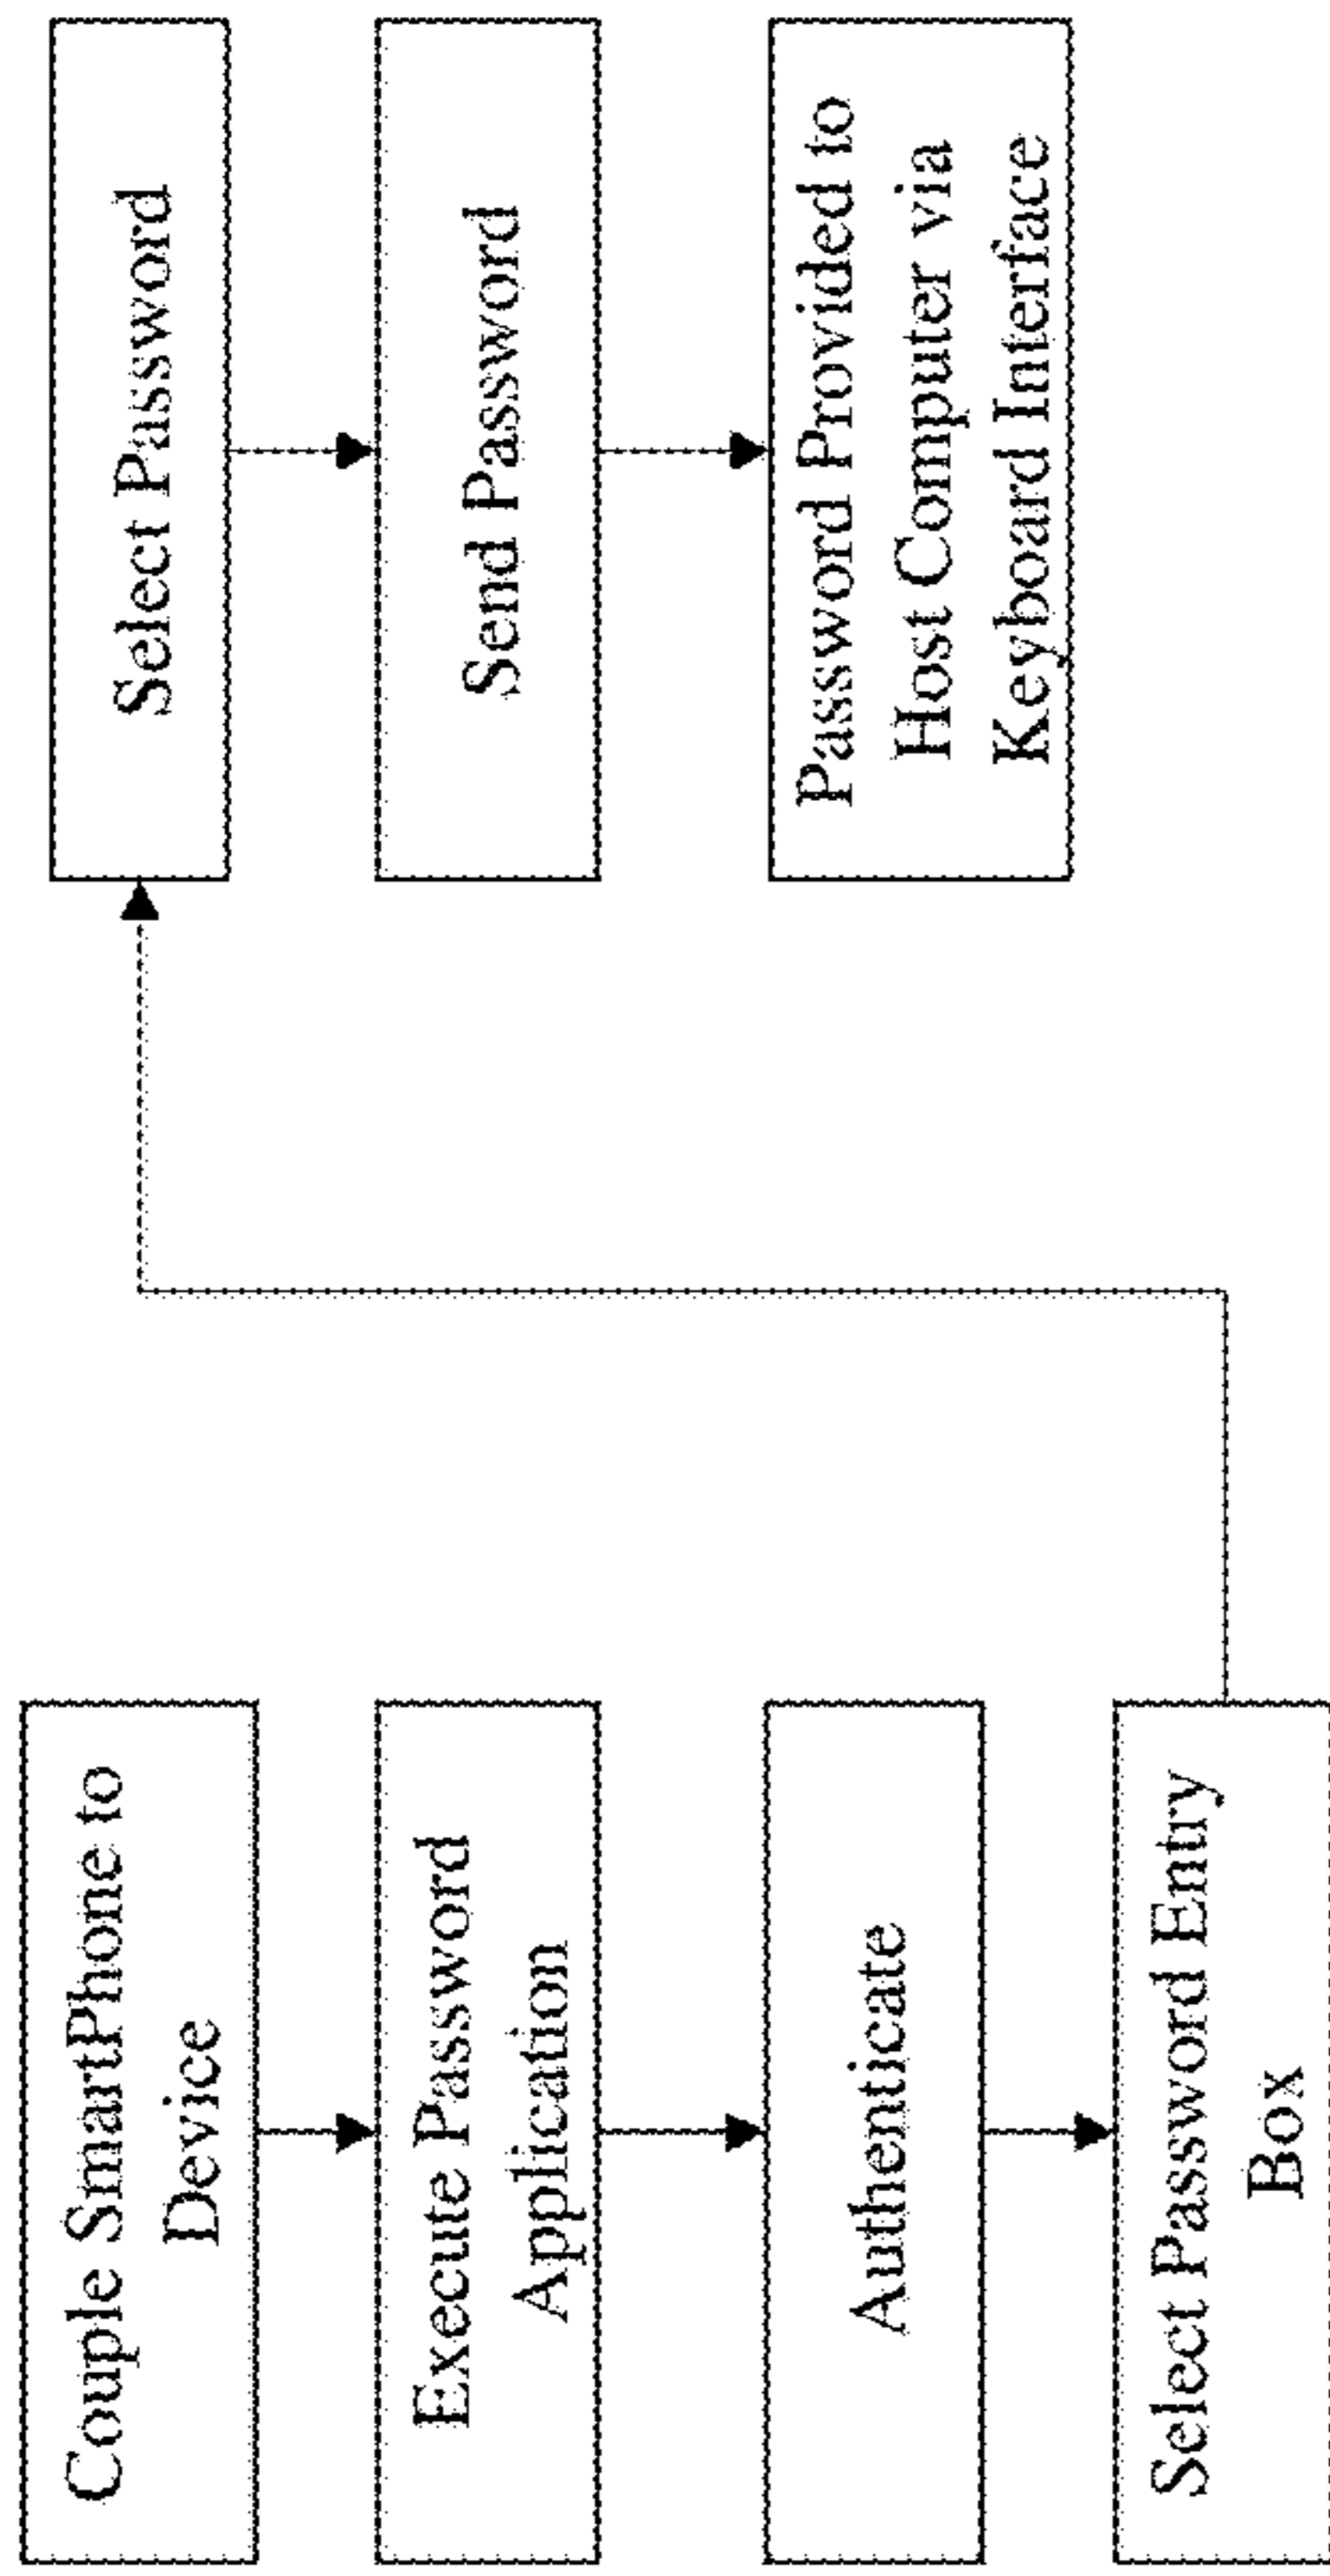 Couple SmartPhone to
Device
Execute Password
Application
Authenticate
Select Password Entry
Box
Select Password
Send Password
Password Provided to
Host Computer via
Keyboard Interface